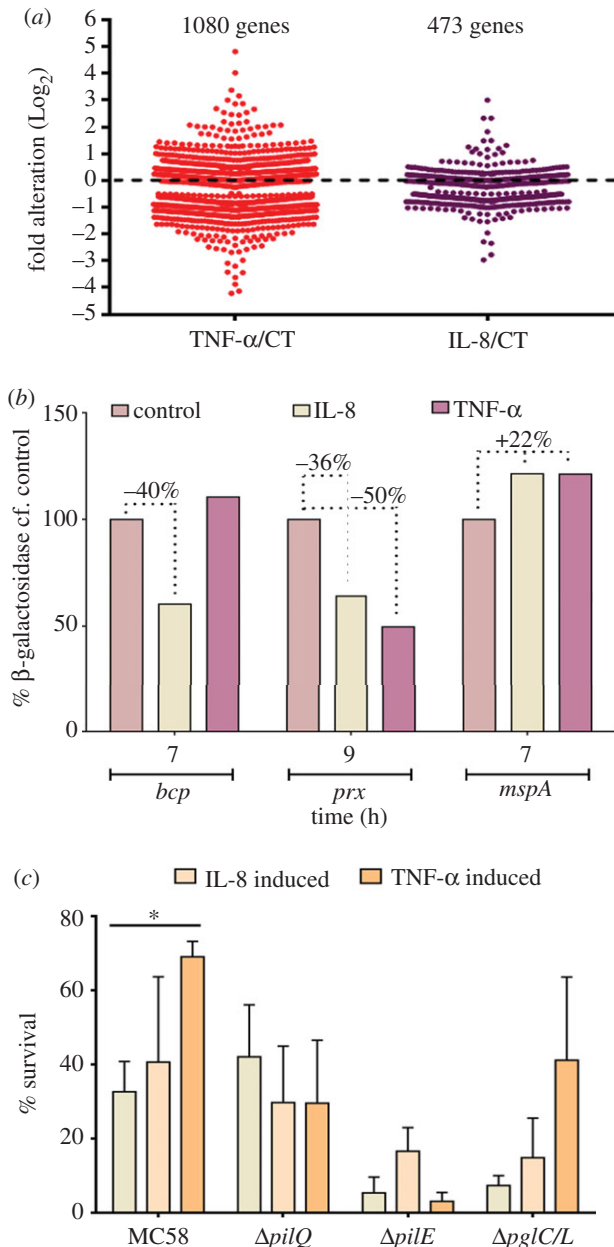 (a)
1080 genes 473 genes
fold alteration (Log2)
6
5
4
3
2
1
0
–1
–2
–3
–4
–5
TNF-α/CT IL-8/CT
(b)
control IL-8 TNF-α
% β-galactosidase cf. control
150
100
50
0
–40%
–36%
–50%
+22%
7 9 7
bcp prx mspA
time (h)
(c)
IL-8 induced TNF-α induced
% survival
80
60
40
20
0
*
MC58 ΔpilQ ΔpilE ΔpglC/L